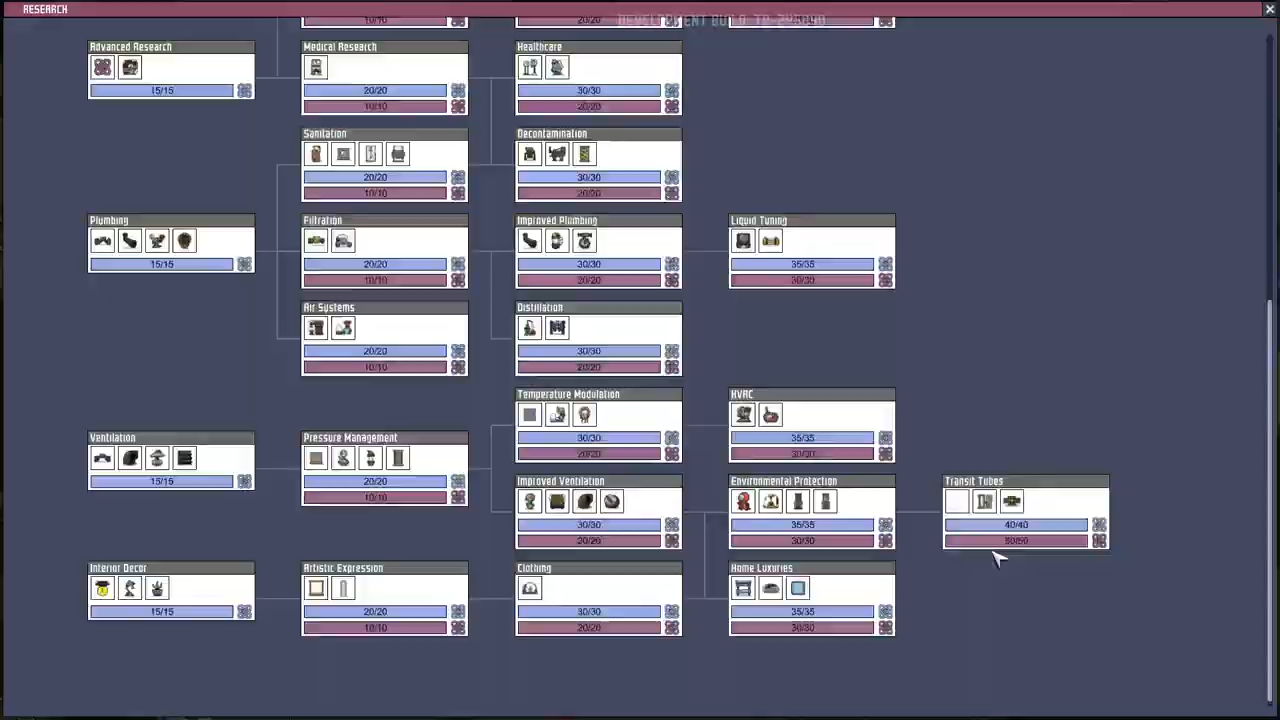 RESEARCH
10/10
20/20
Advanced Research
Medical Research
Healthcare
15/15
20/20
30/30
10/10
20/20
Sanitation
Decontamination
20/20
30/30
10/10
20/20
Plumbing
Filtration
Improved Plumbing
Liquid Tuning
15/15
20/20
30/30
35/35
10/10
20/20
30/30
Air Systems
Distillation
20/20
30/30
10/10
20/20
Temperature Modulation
HVAC
30/30
35/35
20/20
30/30
Ventilation
Pressure Management
15/15
20/20
10/10
Improved Ventilation
Environmental Protection
Transit Tubes
30/30
35/35
40/40
20/20
30/30
50/50
Interior Decor
Artistic Expression
Clothing
Home Luxuries
15/15
20/20
30/30
35/35
10/10
20/20
30/30